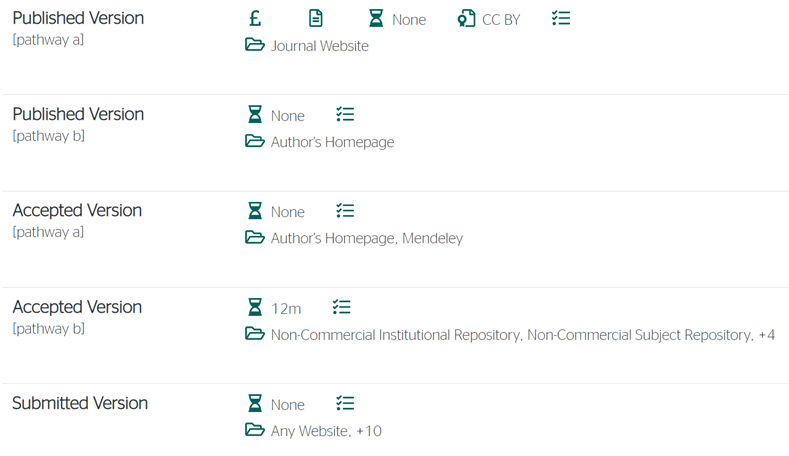 Published Version
£ None CC BY
[pathway a]
Journal Website
Published Version
None
[pathway b]
Author's Homepage
Accepted Version
None
[pathway a]
Author's Homepage, Mendeley
Accepted Version
12m
[pathway b]
Non-Commercial Institutional Repository, Non-Commercial Subject Repository, +4
Submitted Version
None
Any Website, +10